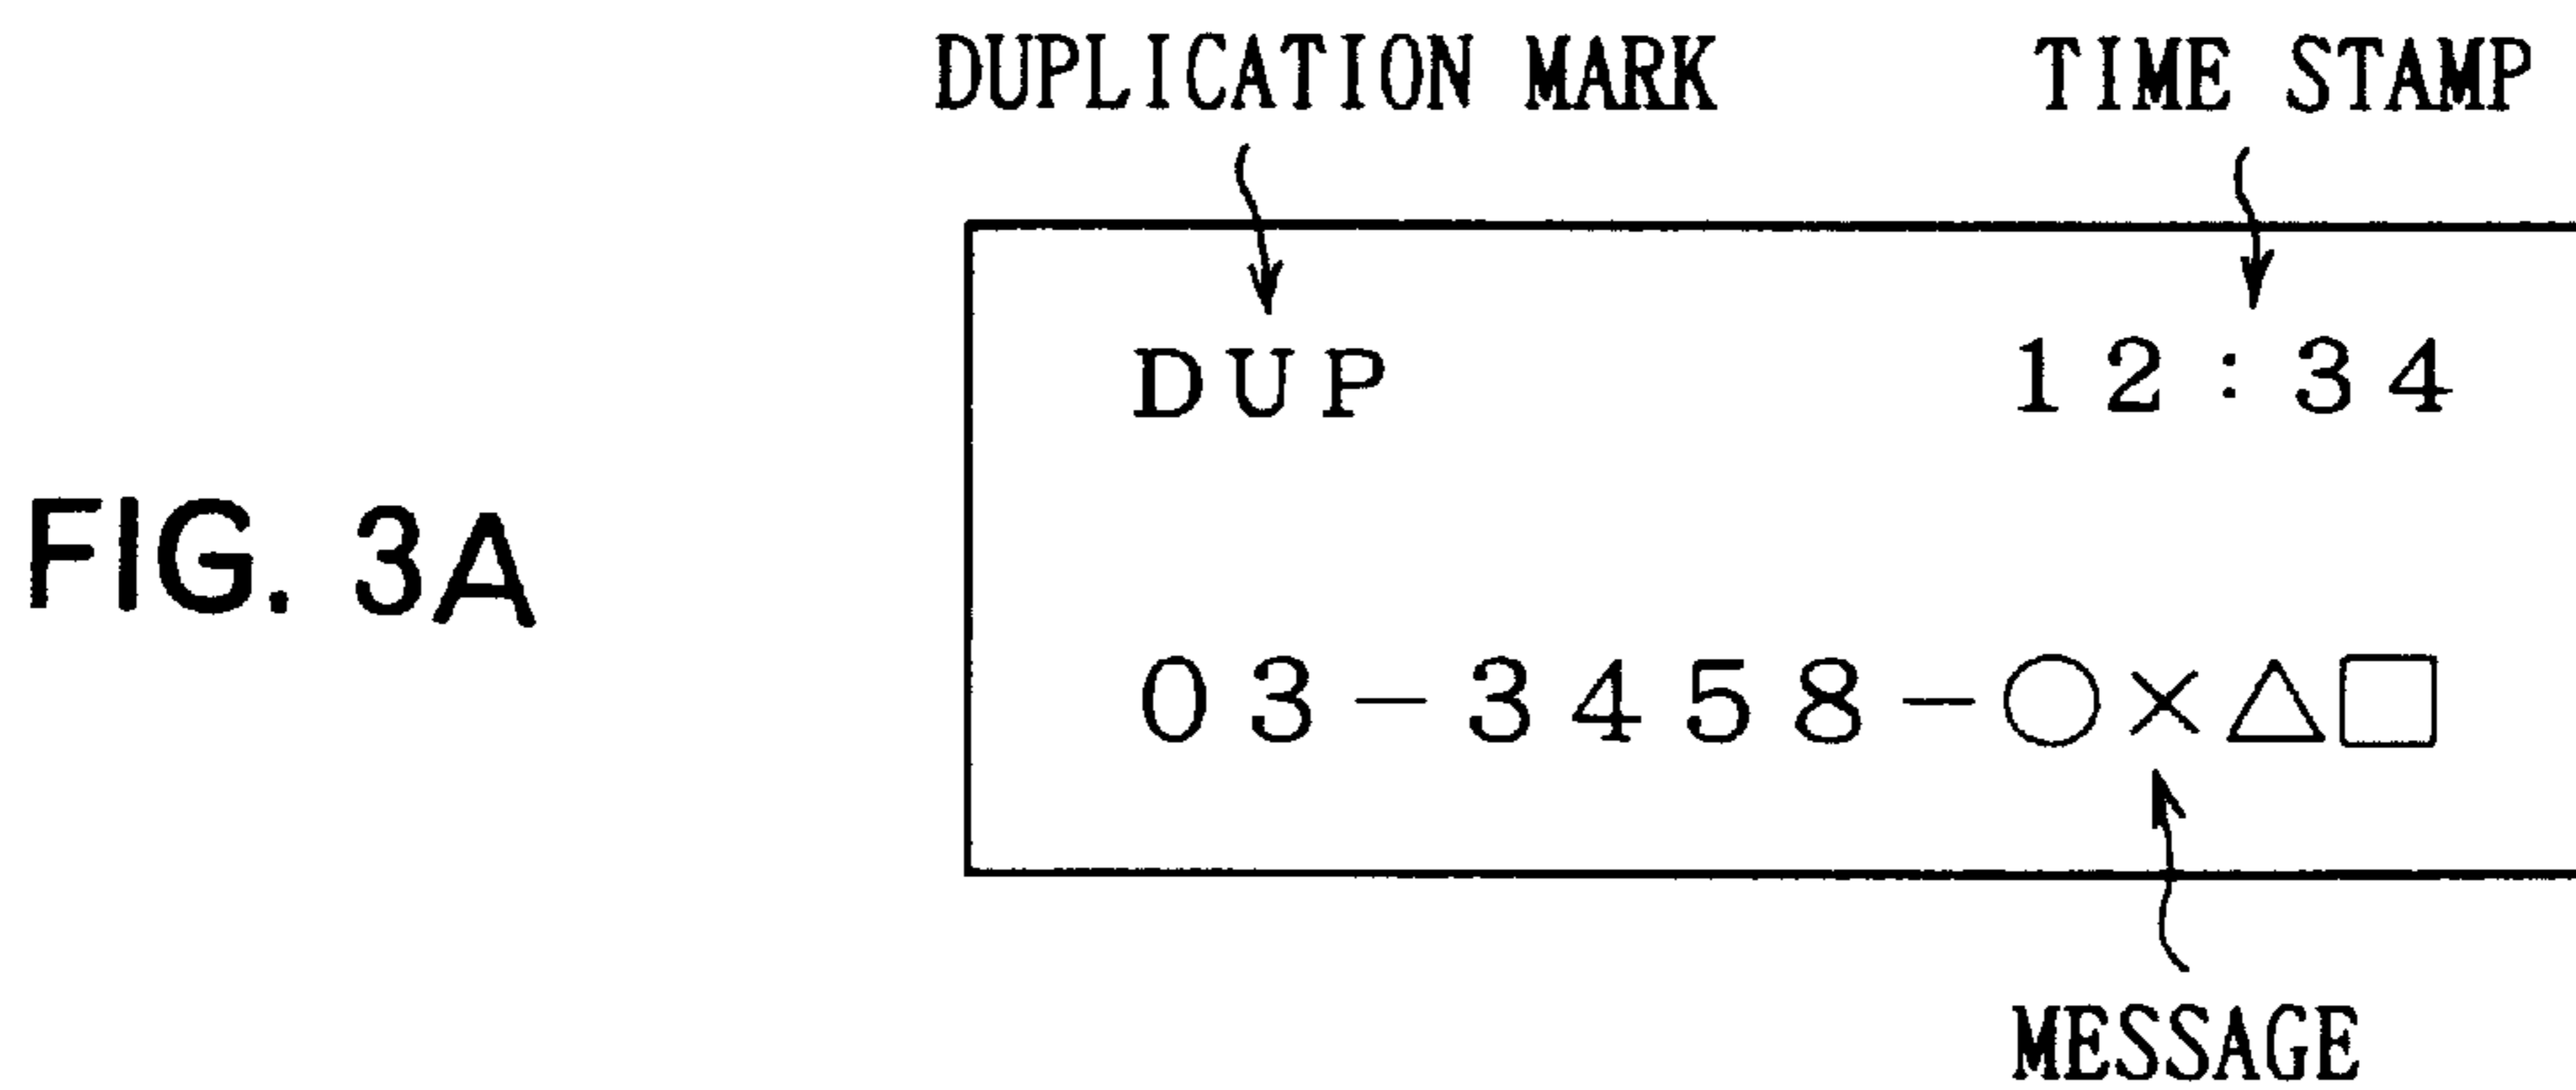 DUPLICATION MARK TIME STAMP
DUP 12:34
FIG. 3A
03-3458-○×△□
MESSAGE